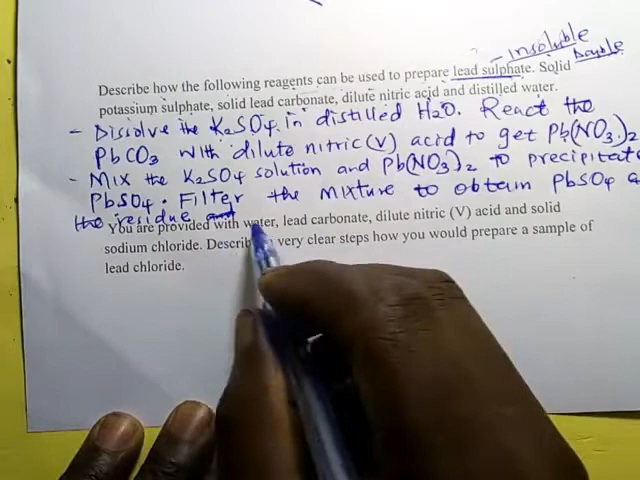 - insoluble
Double
Describe how the following reagents can be used to prepare lead sulphate. Solid
potassium sulphate, solid lead carbonate, dilute nitric acid and distilled water.
- Dissolve the K₂SO₄ in distilled H₂O. React the
PbCO₃ with dilute nitric(V) acid to get Pb(NO₃)₂
- Mix the K₂SO₄ solution and Pb(NO₃)₂ to precipitate
PbSO₄. Filter the mixture to obtain PbSO₄ a
the residue
You are provided with water, lead carbonate, dilute nitric (V) acid and solid
sodium chloride. Describ very clear steps how you would prepare a sample of
lead chloride.